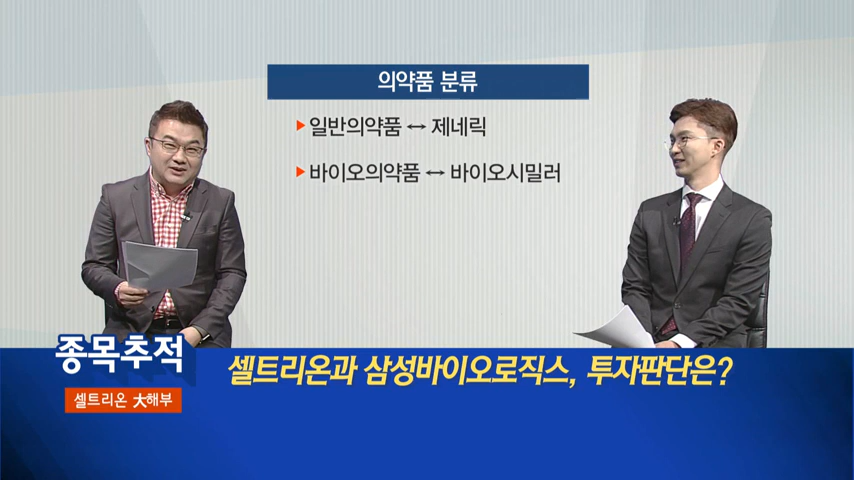 의약품 분류
▶일반의약품 ↔ 제네릭
▶바이오의약품 ↔ 바이오시밀러
종목추적
셀트리온과 삼성바이오로직스, 투자판단은?
셀트리온 大해부